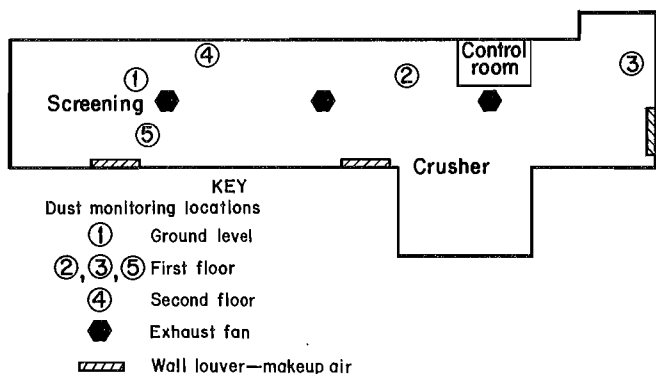 ④
Control
room
②
③
①
Screening
⑤
Crusher
KEY
Dust monitoring locations
① Ground level
②,③,⑤ First floor
④ Second floor
Exhaust fan
Wall louver—makeup air